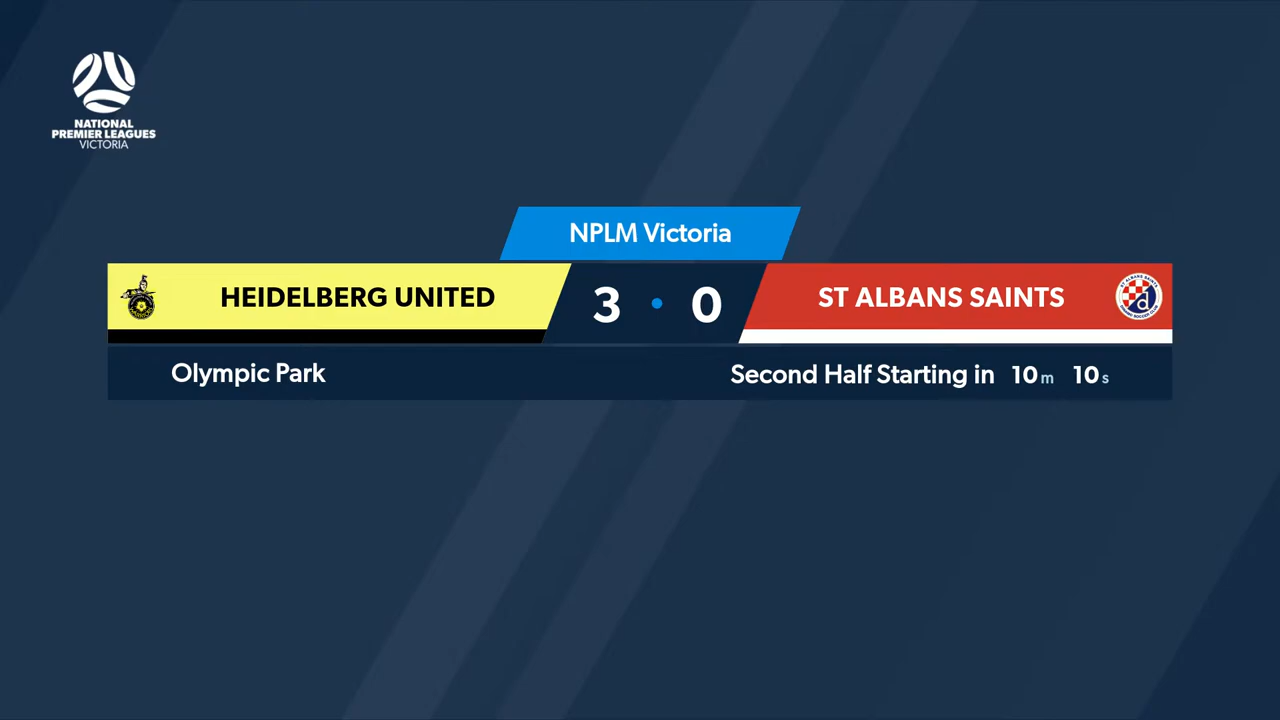 NATIONAL
PREMIER LEAGUES
VICTORIA
NPLM Victoria
HEIDELBERG UNITED 3 • 0 ST ALBANS SAINTS
Olympic Park Second Half Starting in 10m 10s